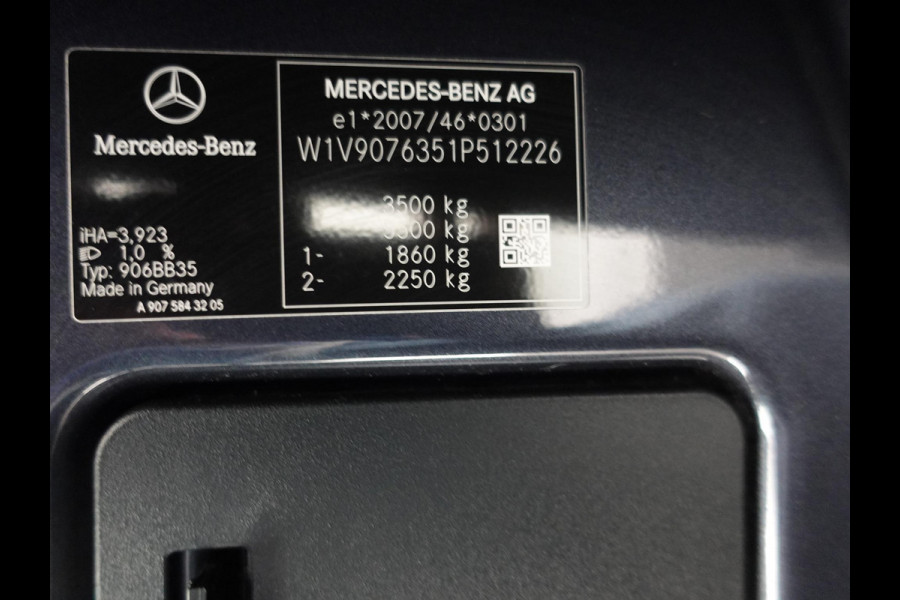 Mercedes-Benz
iHA=3,923
1,0 %
Typ: 906BB35
Made in Germany
A 907 584 32 05
MERCEDES-BENZ AG
e1*2007/46*0301
W1V9076351P512226
3500 kg
kg
1- 1860 kg
2- 2250 kg